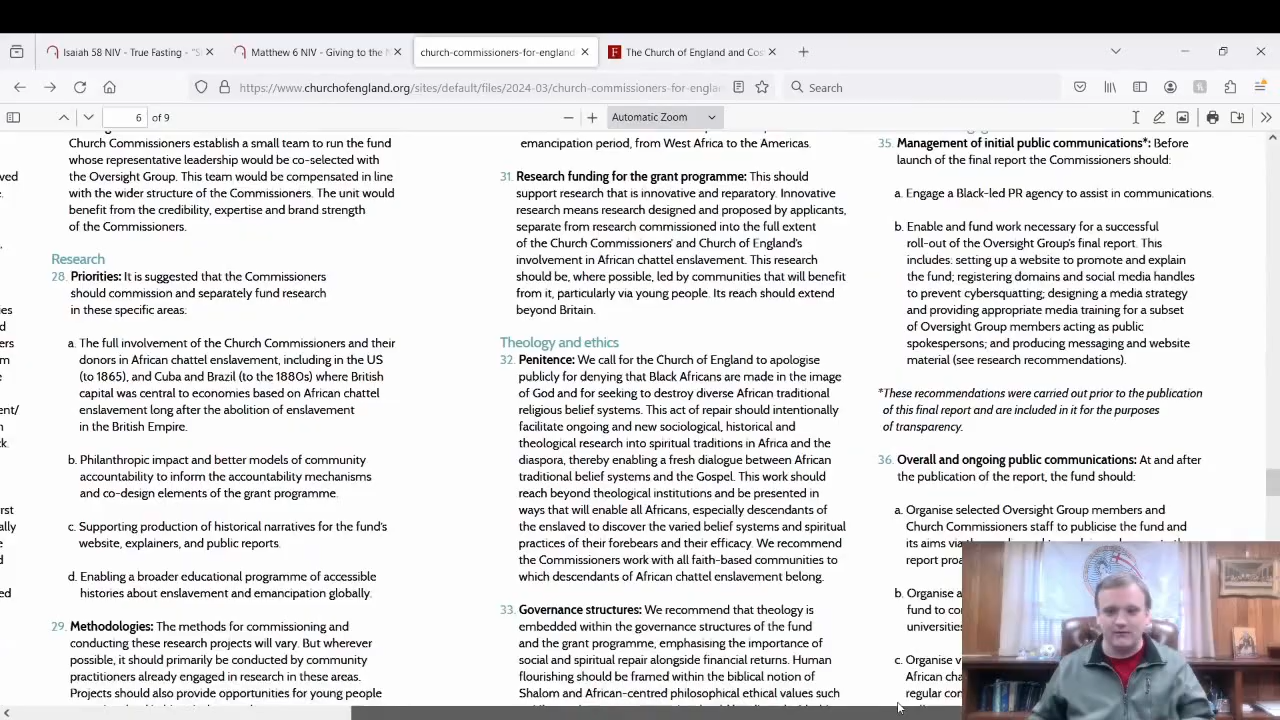 Isaiah 58 NIV - True Fasting - "S
Matthew 6 NIV - Giving to the N
church-commissioners-for-england
The Church of England and Cos
https://www.churchofengland.org/sites/default/files/2024-03/church-commissioners-for-engla
Search
6 of 9
Automatic Zoom
Church Commissioners establish a small team to run the fund
whose representative leadership would be co-selected with
the Oversight Group. This team would be compensated in line
with the wider structure of the Commissioners. The unit would
benefit from the credibility, expertise and brand strength
of the Commissioners.
Research
28. Priorities: It is suggested that the Commissioners
should commission and separately fund research
in these specific areas:
a. The full involvement of the Church Commissioners and their
donors in African chattel enslavement, including in the US
(to 1865), and Cuba and Brazil (to the 1880s) where British
capital was central to economies based on African chattel
enslavement long after the abolition of enslavement
in the British Empire.
b. Philanthropic impact and better models of community
accountability to inform the accountability mechanisms
and co-design elements of the grant programme.
c. Supporting production of historical narratives for the fund's
website, explainers, and public reports.
d. Enabling a broader educational programme of accessible
histories about enslavement and emancipation globally.
29. Methodologies: The methods for commissioning and
conducting these research projects will vary. But wherever
possible, it should primarily be conducted by community
practitioners already engaged in research in these areas.
Projects should also provide opportunities for young people
emancipation period, from West Africa to the Americas.
31. Research funding for the grant programme: This should
support research that is innovative and reparatory. Innovative
research means research designed and proposed by applicants,
separate from research commissioned into the full extent
of the Church Commissioners' and Church of England's
involvement in African chattel enslavement. This research
should be, where possible, led by communities that will benefit
from it, particularly via young people. Its reach should extend
beyond Britain.
Theology and ethics
32. Penitence: We call for the Church of England to apologise
publicly for denying that Black Africans are made in the image
of God and for seeking to destroy diverse African traditional
religious belief systems. This act of repair should intentionally
facilitate ongoing and new sociological, historical and
theological research into spiritual traditions in Africa and the
diaspora, thereby enabling a fresh dialogue between African
traditional belief systems and the Gospel. This work should
reach beyond theological institutions and be presented in
ways that will enable all Africans, especially descendants of
the enslaved to discover the varied belief systems and spiritual
practices of their forebears and their efficacy. We recommend
the Commissioners work with all faith-based communities to
which descendants of African chattel enslavement belong.
33. Governance structures: We recommend that theology is
embedded within the governance structures of the fund
and the grant programme, emphasising the importance of
social and spiritual repair alongside financial returns. Human
flourishing should be framed within the biblical notion of
Shalom and African-centred philosophical ethical values such
35. Management of initial public communications*: Before
launch of the final report the Commissioners should:
a. Engage a Black-led PR agency to assist in communications.
b. Enable and fund work necessary for a successful
roll-out of the Oversight Group's final report. This
includes: setting up a website to promote and explain
the fund; registering domains and social media handles
to prevent cybersquatting; designing a media strategy
and providing appropriate media training for a subset
of Oversight Group members acting as public
spokespersons; and producing messaging and website
material (see research recommendations).
*These recommendations were carried out prior to the publication
of this final report and are included in it for the purposes
of transparency.
36. Overall and ongoing public communications: At and after
the publication of the report, the fund should:
a. Organise selected Oversight Group members and
Church Commissioners staff to publicise the fund and
its aims via
report proa
b. Organise a
fund to co
universitie
c. Organise v
African cha
regular con